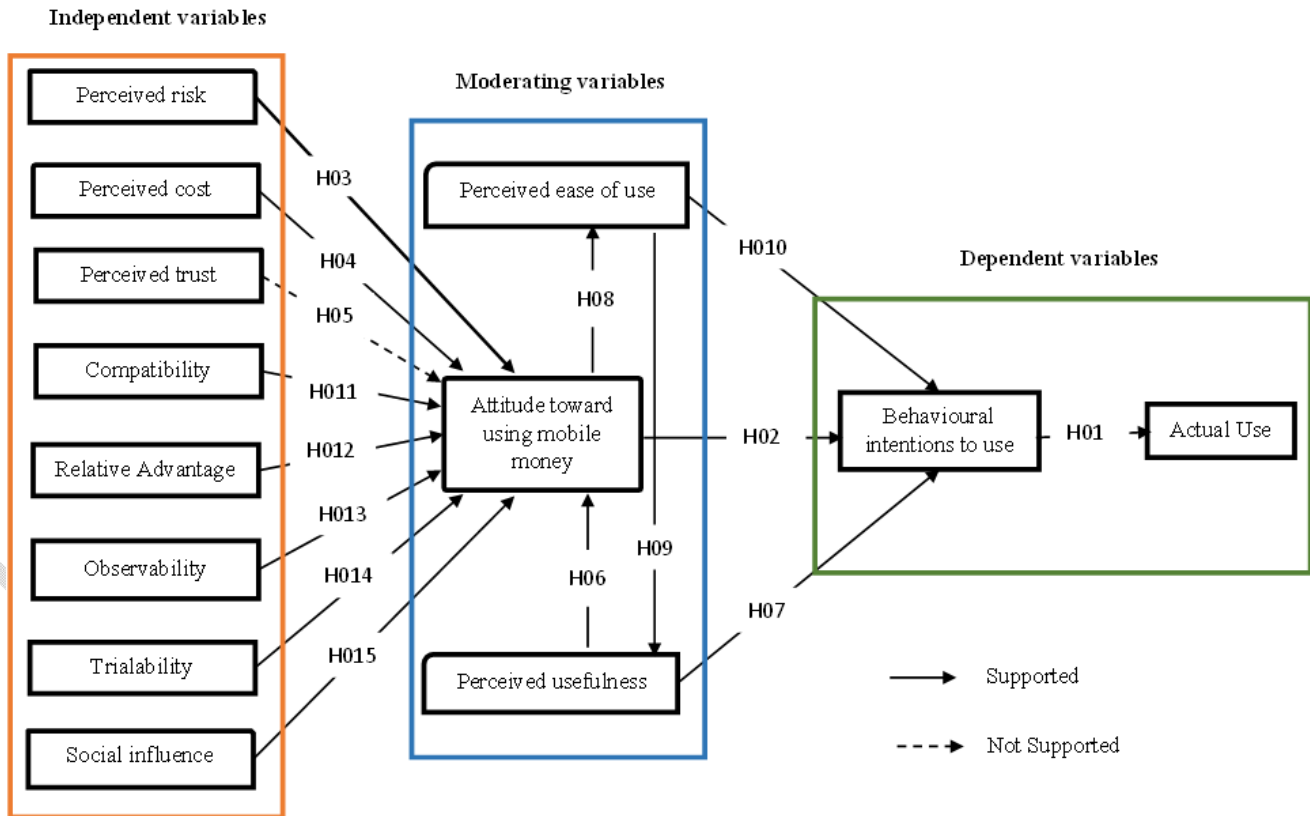 Independent variables
Perceived risk
Perceived cost
Perceived trust
Compatibility
Relative Advantage
Observability
Trialability
Social influence
H03
H04
H05
H011
H012
H013
H014
H015
Moderating variables
Perceived ease of use
H08
Attitude toward
using mobile
money
H09
H06
Perceived usefulness
H010
H02
H07
Dependent variables
Behavioural
intentions to use
H01
Actual Use
Supported
Not Supported